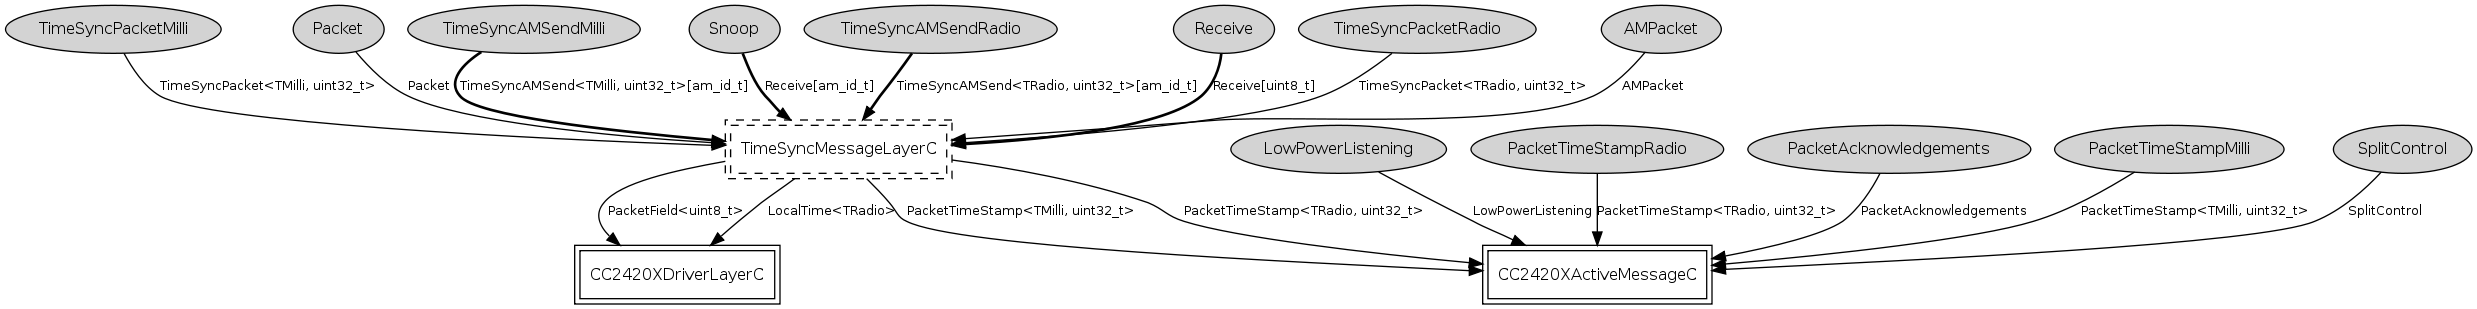 TimeSyncPacketMilli
Packet
TimeSyncAMSendMilli
Snoop
TimeSyncAMSendRadio
Receive
TimeSyncPacketRadio
AMPacket
TimeSyncPacket<TMilli, uint32_t>
Packet
TimeSyncAMSend<TMilli, uint32_t>[am_id_t]
Receive[am_id_t]
TimeSyncAMSend<TRadio, uint32_t>[am_id_t]
Receive[uint8_t]
TimeSyncPacket<TRadio, uint32_t>
AMPacket
TimeSyncMessageLayerC
LowPowerListening
PacketTimeStampRadio
PacketAcknowledgements
PacketTimeStampMilli
SplitControl
PacketField<uint8_t>
LocalTime<TRadio>
PacketTimeStamp<TMilli, uint32_t>
PacketTimeStamp<TRadio, uint32_t>
LowPowerListening
PacketTimeStamp<TRadio, uint32_t>
PacketAcknowledgements
PacketTimeStamp<TMilli, uint32_t>
SplitControl
CC2420XDriverLayerC
CC2420XActiveMessageC